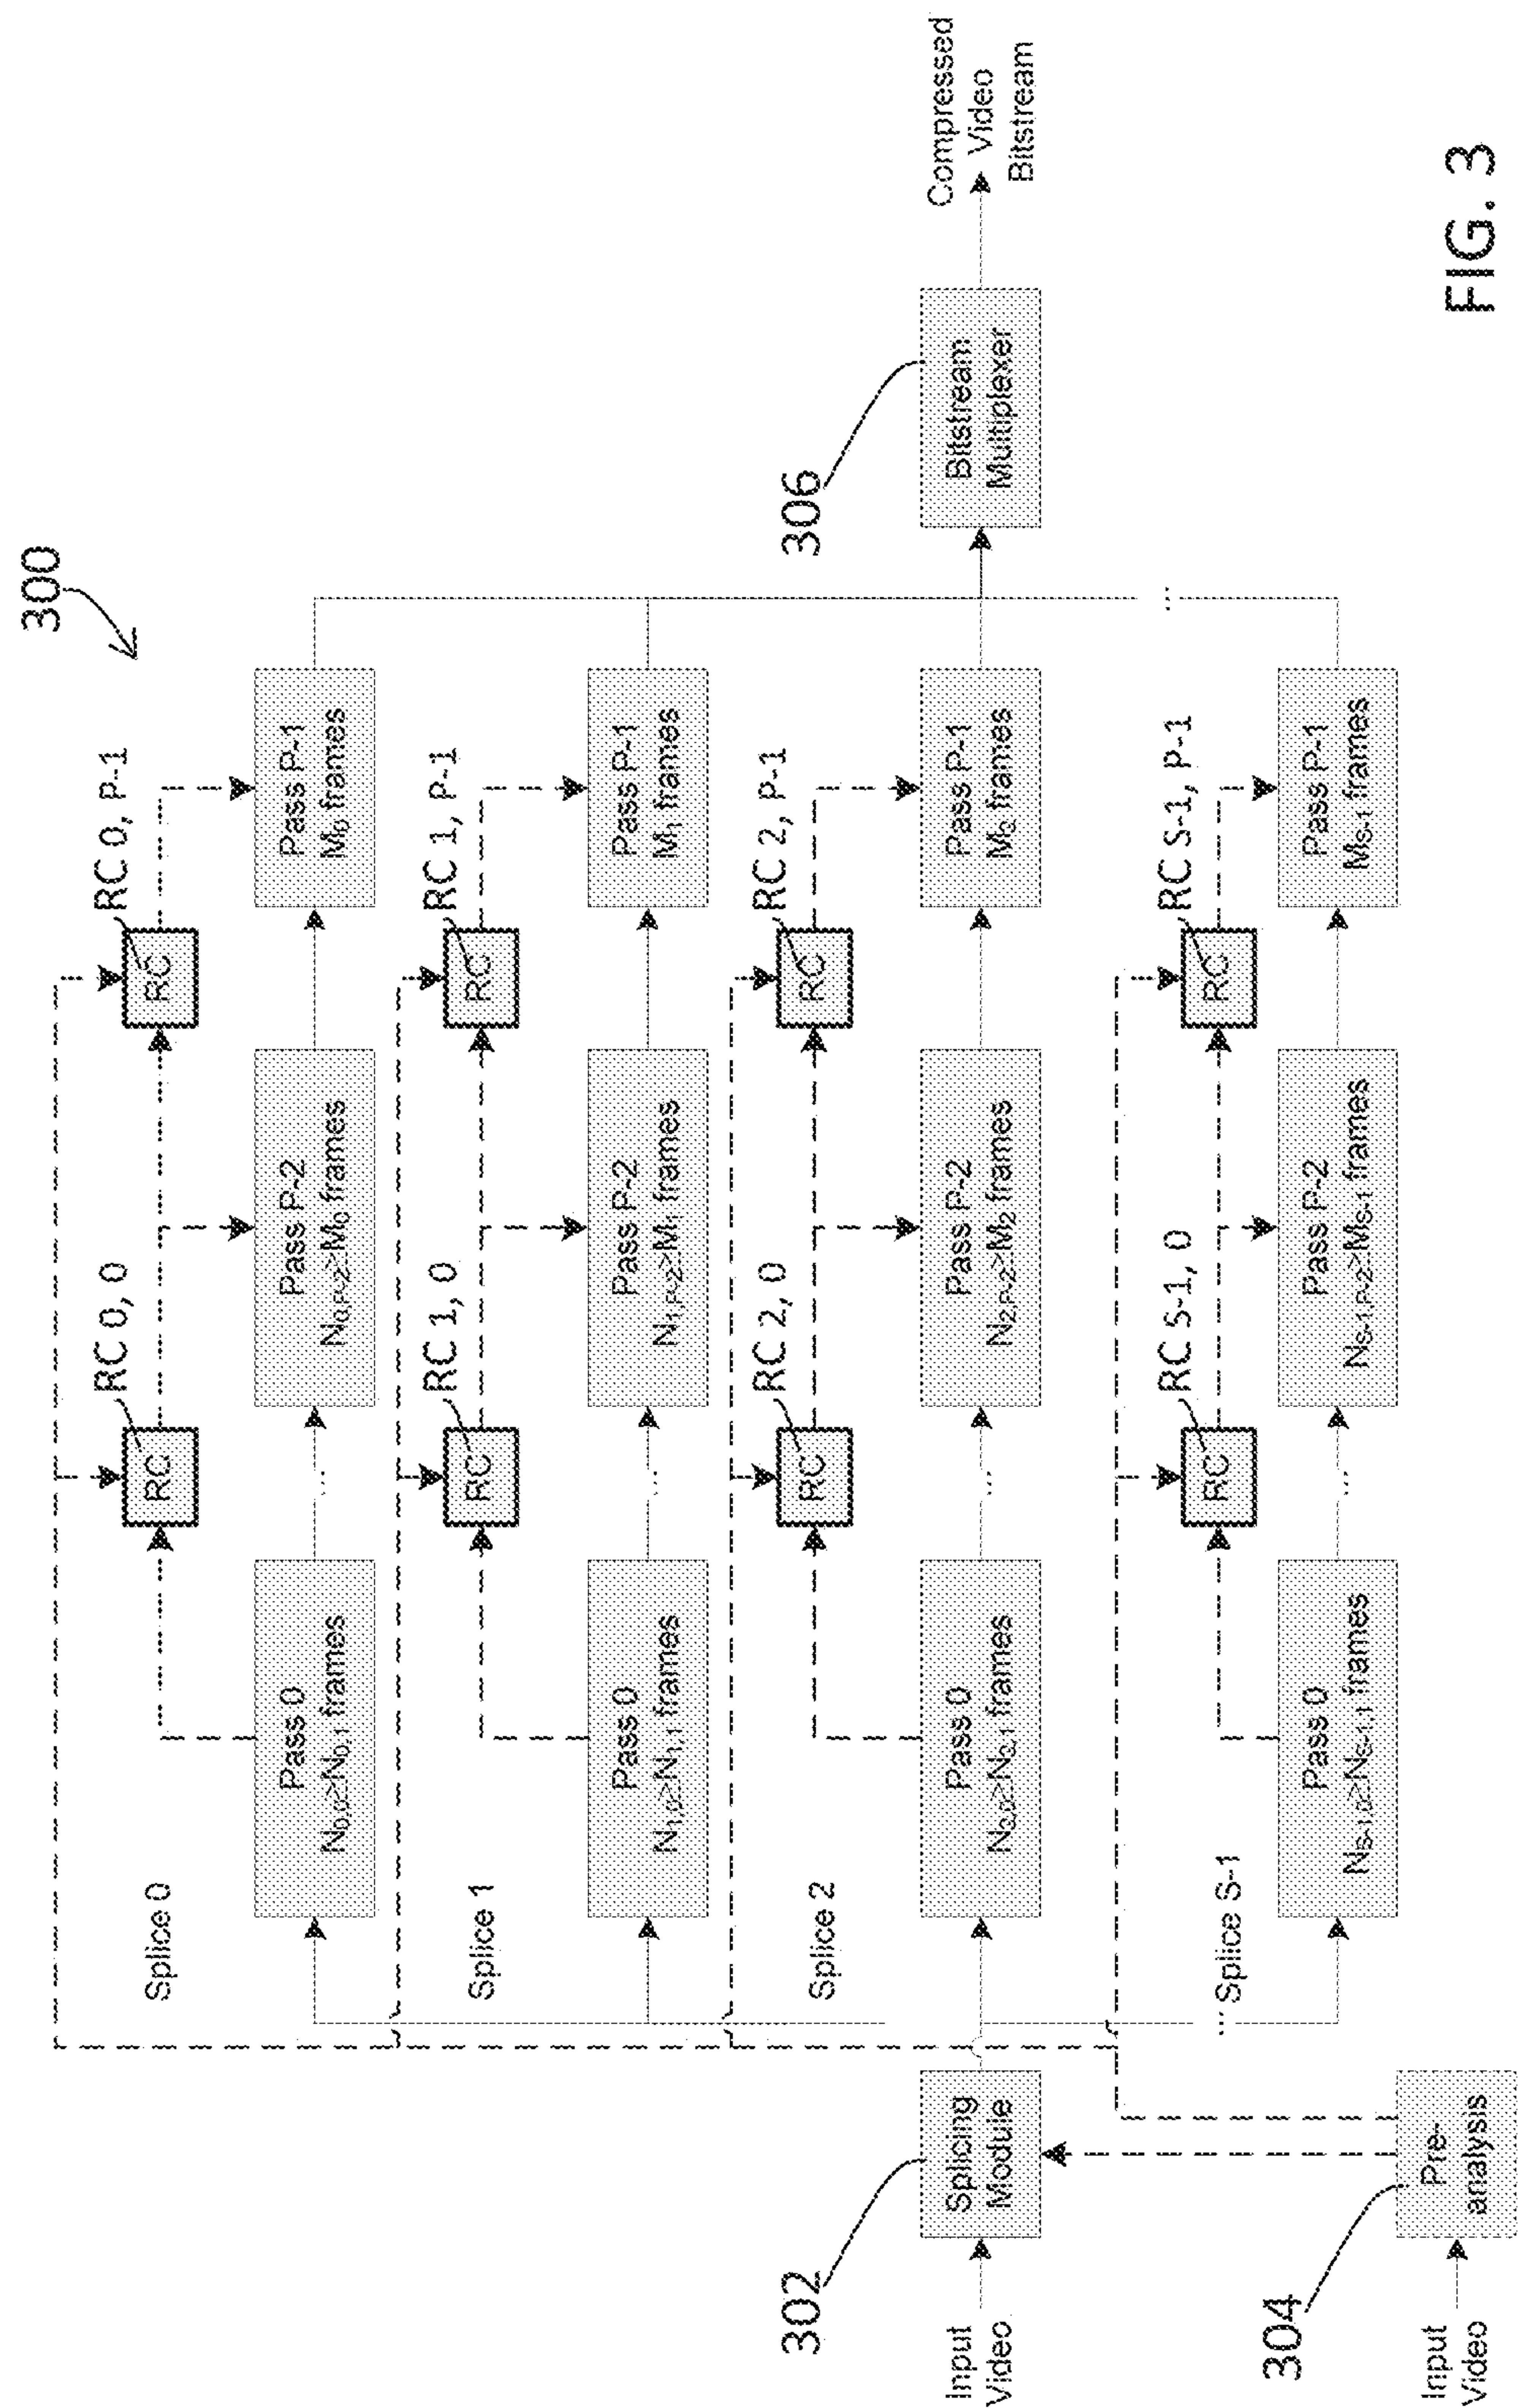 300
RC 0, 0
RC 0, P-1
RC
RC
Splice 0
Pass 0
N0,0≥N0,1 frames
...
Pass P-2
N0,P-2≥M0 frames
Pass P-1
M0 frames
RC 1, 0
RC 1, P-1
RC
RC
Splice 1
Pass 0
N1,0≥N1,1 frames
...
Pass P-2
N1,P-2≥M1 frames
Pass P-1
M1 frames
RC 2, 0
RC 2, P-1
306
RC
RC
Splice 2
302
Input
Video
Splicing
Module
Pass 0
N2,0≥N2,1 frames
...
Pass P-2
N2,P-2≥M2 frames
Pass P-1
M2 frames
Bitstream
Multiplexer
Compressed
Video
Bitstream
RC S-1, 0
RC S-1, P-1
...
RC
RC
... Splice S-1
304
Input
Video
Pre-
analysis
Pass 0
NS-1,0≥NS-1,1 frames
...
Pass P-2
NS-1,P-2≥MS-1 frames
Pass P-1
MS-1 frames
FIG. 3